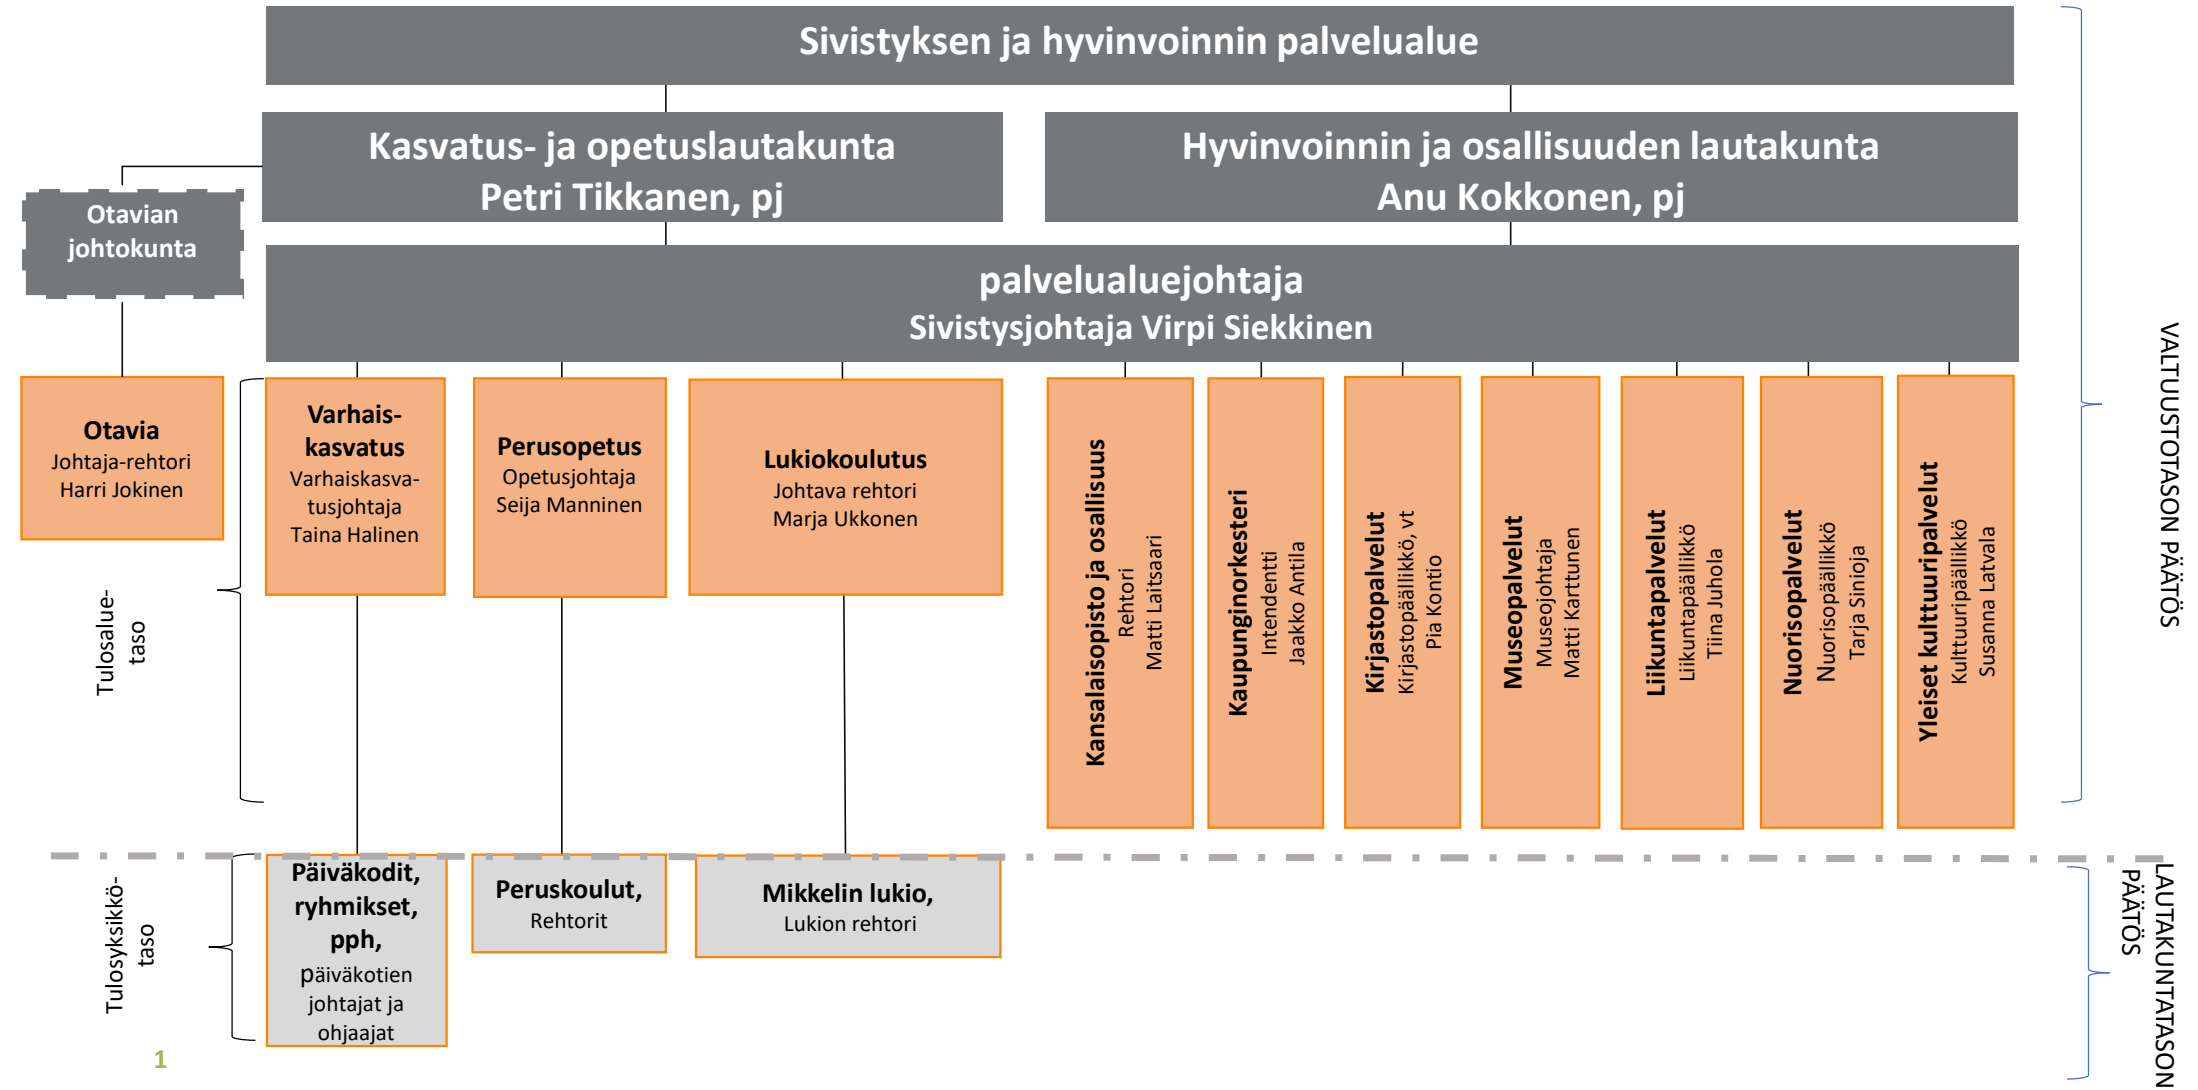 Sivistyksen ja hyvinvoinnin palvelualue
Kasvatus- ja opetuslautakunta
Petri Tikkanen, pj
Hyvinvoinnin ja osallisuuden lautakunta
Anu Kokkonen, pj
Otavian
johtokunta
palvelualuejohtaja
Sivistysjohtaja Virpi Siekkinen
Otavia
Johtaja-rehtori
Harri Jokinen
Varhais-
kasvatus
Varhaiskasva-
tusjohtaja
Taina Halinen
Perusopetus
Opetusjohtaja
Seija Manninen
Lukiokoulutus
Johtava rehtori
Marja Ukkonen
Kansalaisopisto ja osallisuus
Rehtori
Matti Laitsaari
Kaupunginorkesteri
Intendentti
Jaakko Antila
Kirjastopalvelut
Kirjastopäällikkö, vt
Pia Kontio
Museopalvelut
Museojohtaja
Matti Karttunen
Liikuntapalvelut
Liikuntapäällikkö
Tiina Juhola
Nuorisopalvelut
Nuorisopäällikkö
Tarja Sinioja
Yleiset kulttuuripalvelut
Kulttuuripäällikkö
Susanna Latvala
VALTUUSTOTASON PÄÄTÖS
Tulosalue-
taso
Tulosyksikkö-
taso
Päiväkodit,
ryhmikset,
pph,
päiväkotien
johtajat ja
ohjaajat
Peruskoulut,
Rehtorit
Mikkelin lukio,
Lukion rehtori
LAUTAKUNTATASON
PÄÄTÖS
1